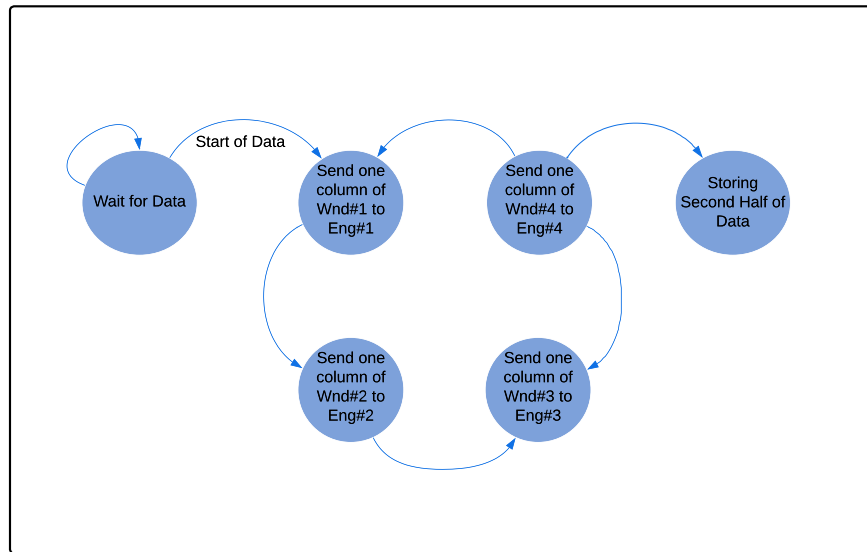 Wait for Data
Start of Data
Send one
column of
Wnd#1 to
Eng#1
Send one
column of
Wnd#4 to
Eng#4
Storing
Second Half of
Data
Send one
column of
Wnd#2 to
Eng#2
Send one
column of
Wnd#3 to
Eng#3